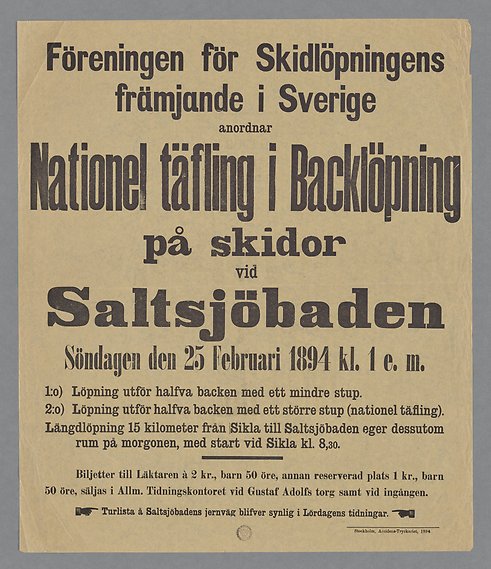 Föreningen för Skidlöpningens
främjande i Sverige
anordnar
Nationel täfling i Backlöpning
på skidor
vid
Saltsjöbaden
Söndagen den 25 Februari 1894 kl. 1 e. m.
1:o) Löpning utför halfva backen med ett mindre stup.
2:o) Löpning utför halfva backen med ett större stup (nationel täfling).
Längdlöpning 15 kilometer från Sikla till Saltsjöbaden eger dessutom
rum på morgonen, med start vid Sikla kl. 8,30.
Biljetter till Läktaren à 2 kr., barn 50 öre, annan reserverad plats 1 kr., barn
50 öre, säljas i Allm. Tidningskontoret vid Gustaf Adolfs torg samt vid ingången.
Turlista å Saltsjöbadens jernväg blifver synlig i Lördagens tidningar.
Stockholm, Accidens-Tryckeriet, 1894.